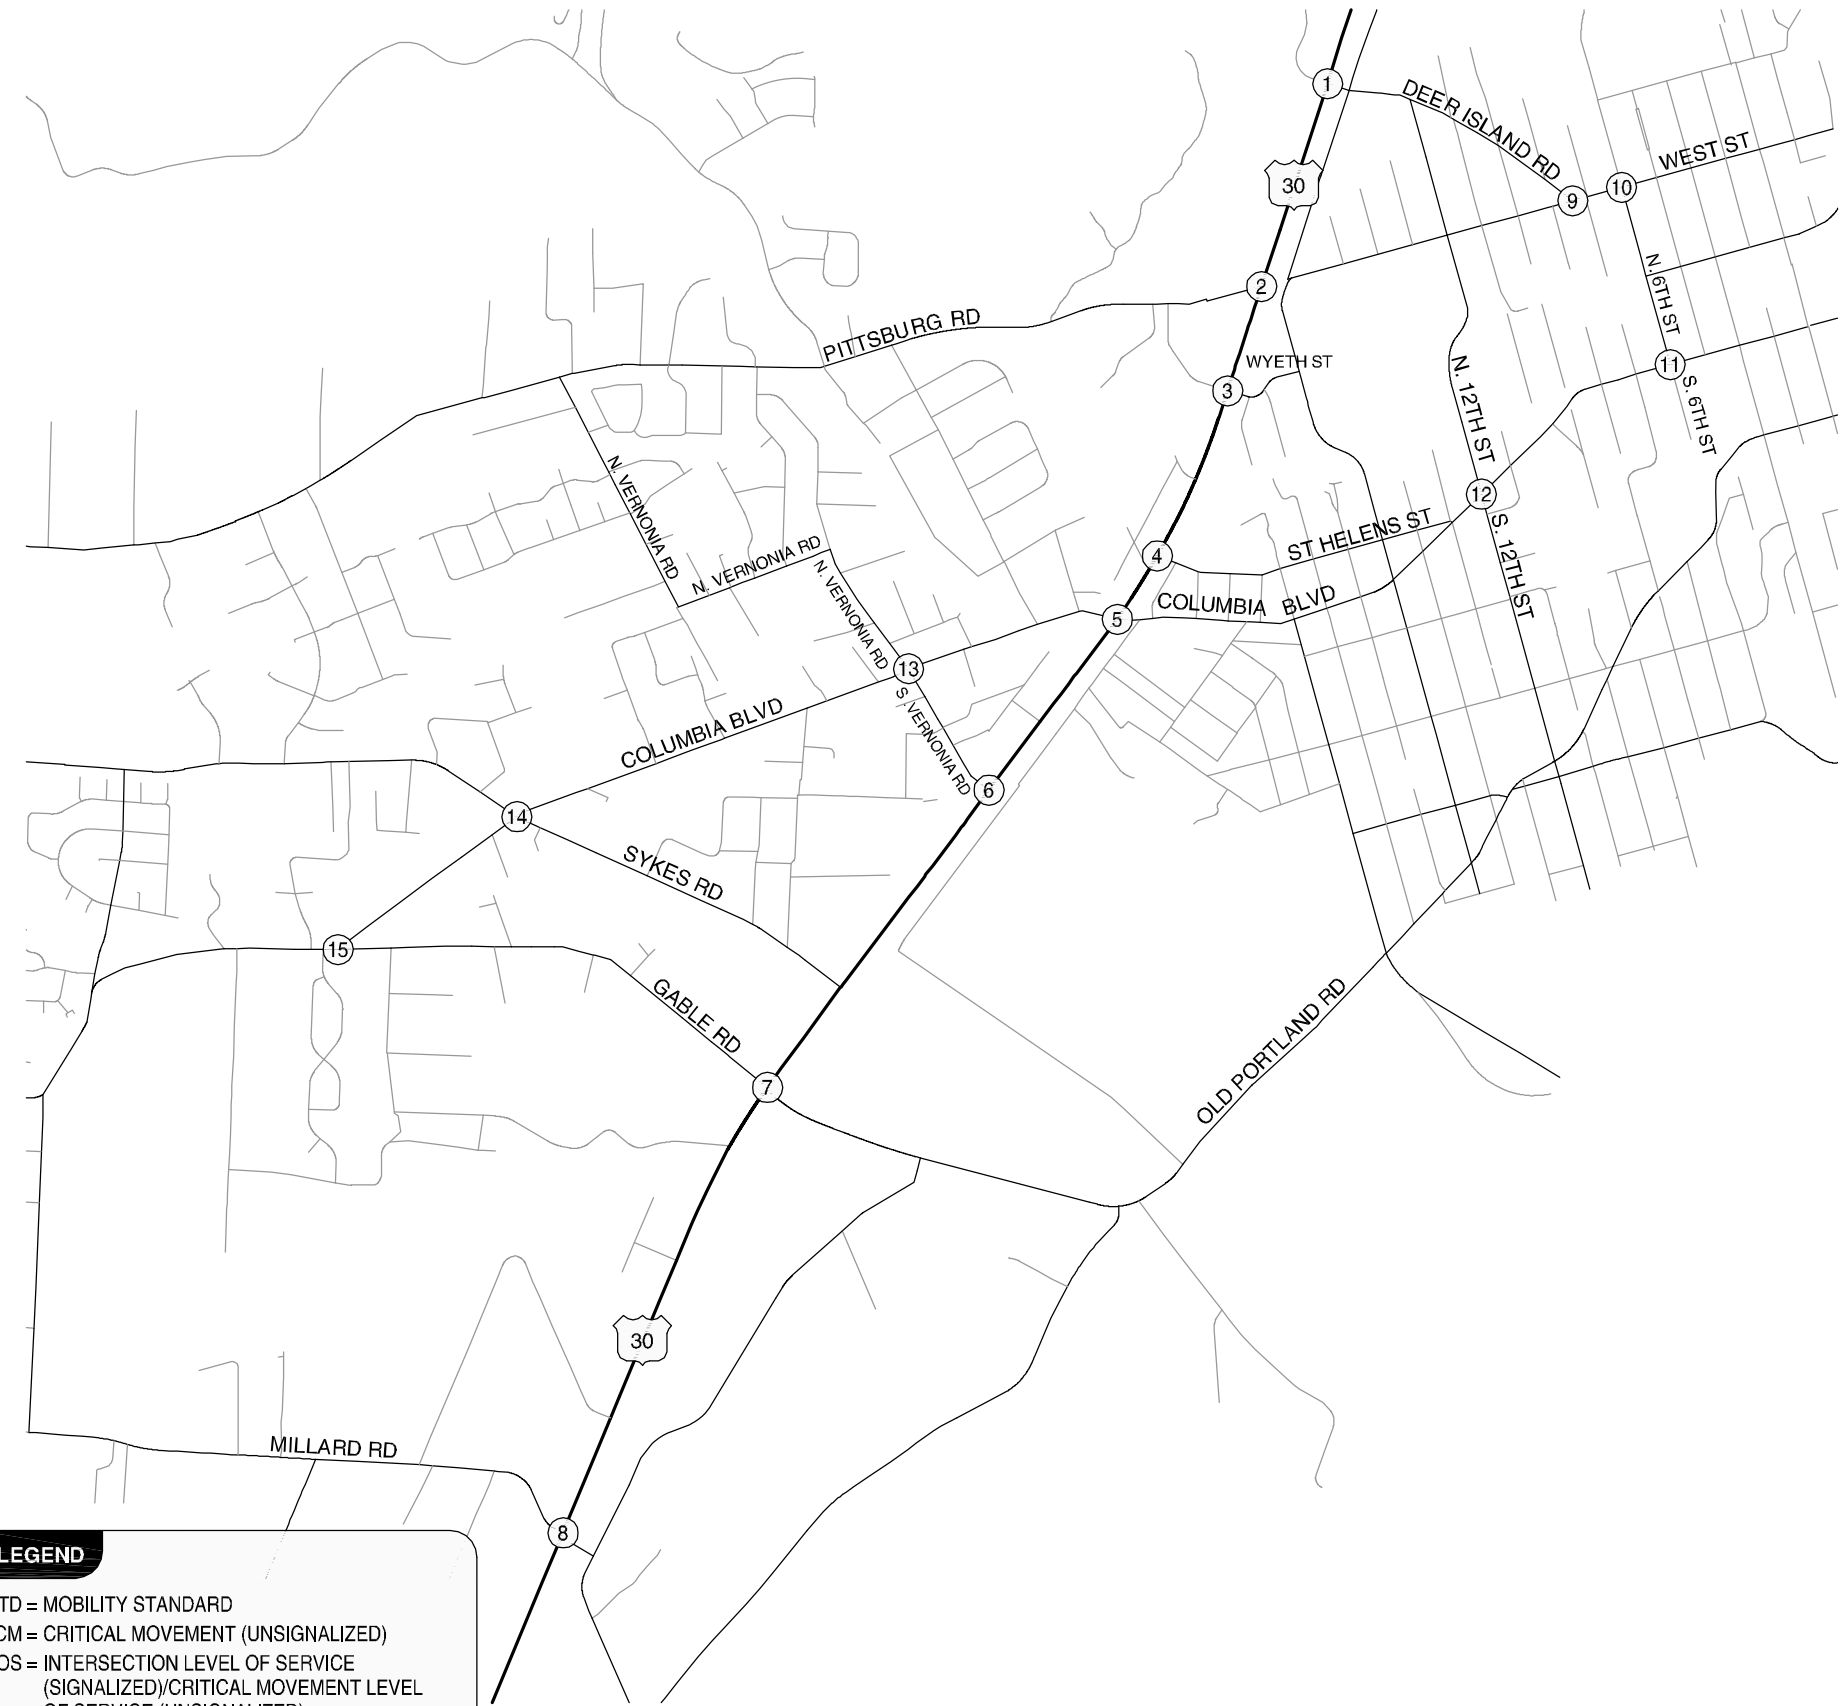 1
DEER ISLAND RD
WEST ST
30
10
9
2
N. 6TH ST
PITTSBURG RD
WYETH ST
3
11
S. 6TH ST
N. 12TH ST
N. VERNONIA RD
12
ST HELENS ST
S. 12TH ST
4
N. VERNONIA RD
N. VERNONIA RD
COLUMBIA BLVD
5
13
S. VERNONIA RD
COLUMBIA BLVD
6
14
SYKES RD
15
GABLE RD
OLD PORTLAND RD
7
30
MILLARD RD
8
LEGEND
TD = MOBILITY STANDARD
CM = CRITICAL MOVEMENT (UNSIGNALIZED)
OS = INTERSECTION LEVEL OF SERVICE
(SIGNALIZED)/CRITICAL MOVEMENT LEVEL
OF SERVICE (UNSIGNALIZED)